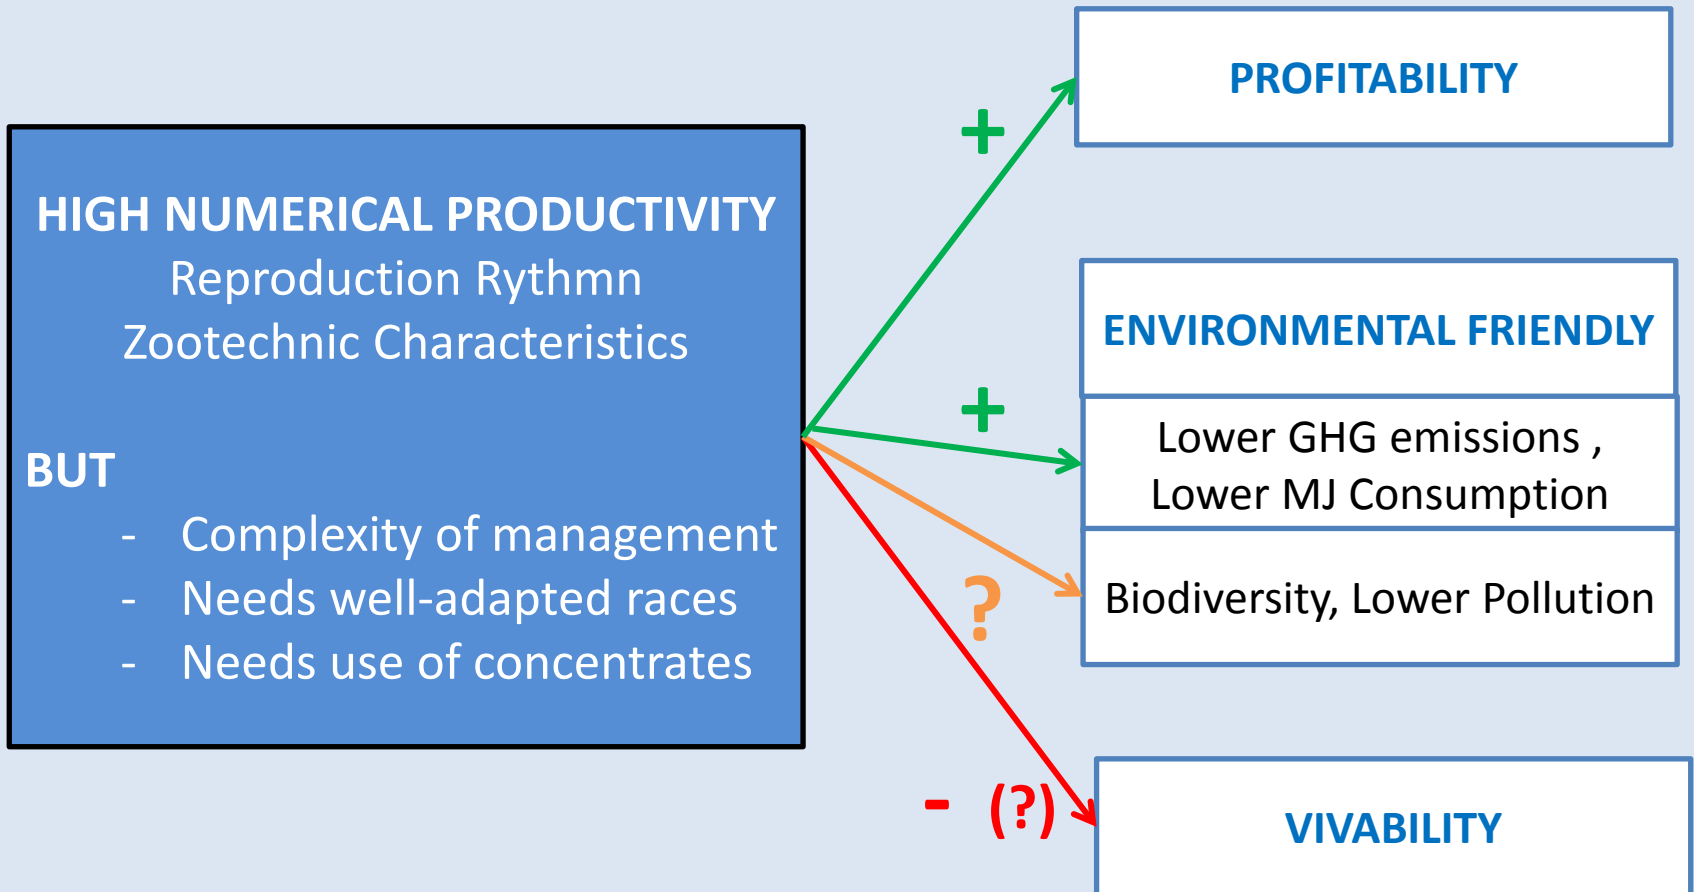 HIGH NUMERICAL PRODUCTIVITY
Reproduction Rythmn
Zootechnic Characteristics
BUT
- Complexity of management
- Needs well-adapted races
- Needs use of concentrates
+
PROFITABILITY
+
ENVIRONMENTAL FRIENDLY
Lower GHG emissions ,
Lower MJ Consumption
?
Biodiversity, Lower Pollution
- (?)
VIVABILITY